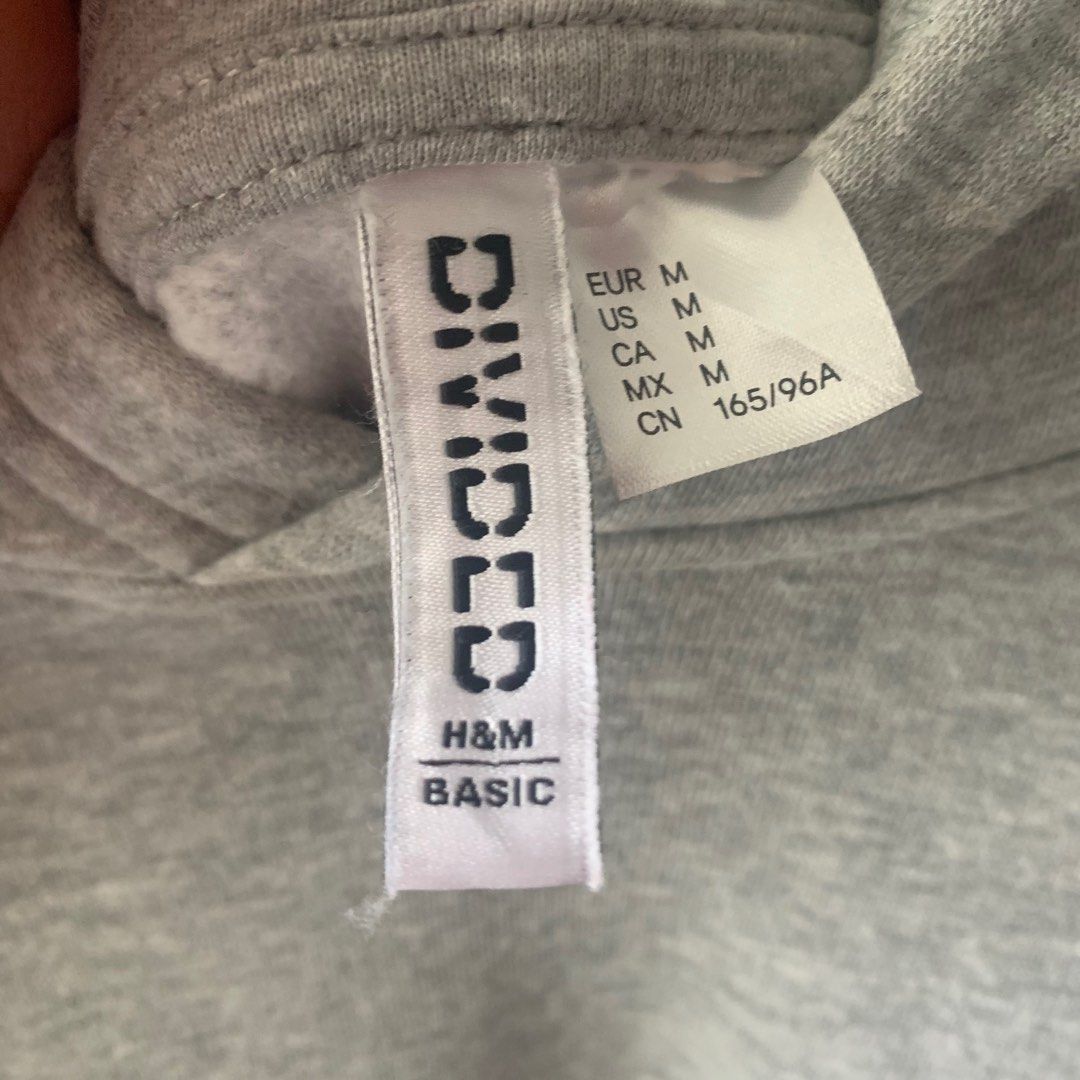 DIVIDED
H&M
BASIC
EUR M
US M
CA M
MX M
CN 165/96A